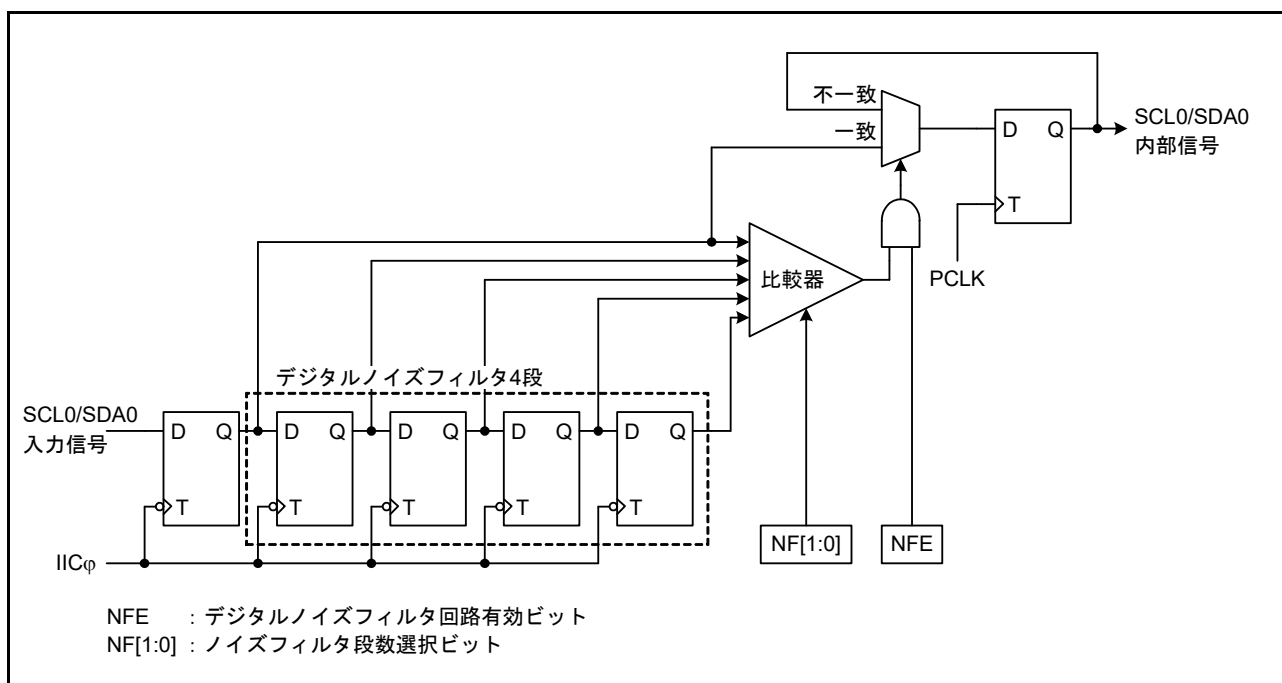 不一致
一致
D Q
T
SCL0/SDA0
内部信号
PCLK
比較器
デジタルノイズフィルタ4段
SCL0/SDA0
入力信号
D Q
T
D Q
T
D Q
T
D Q
T
D Q
T
NF[1:0]
NFE
IICφ
NFE : デジタルノイズフィルタ回路有効ビット
NF[1:0] : ノイズフィルタ段数選択ビット